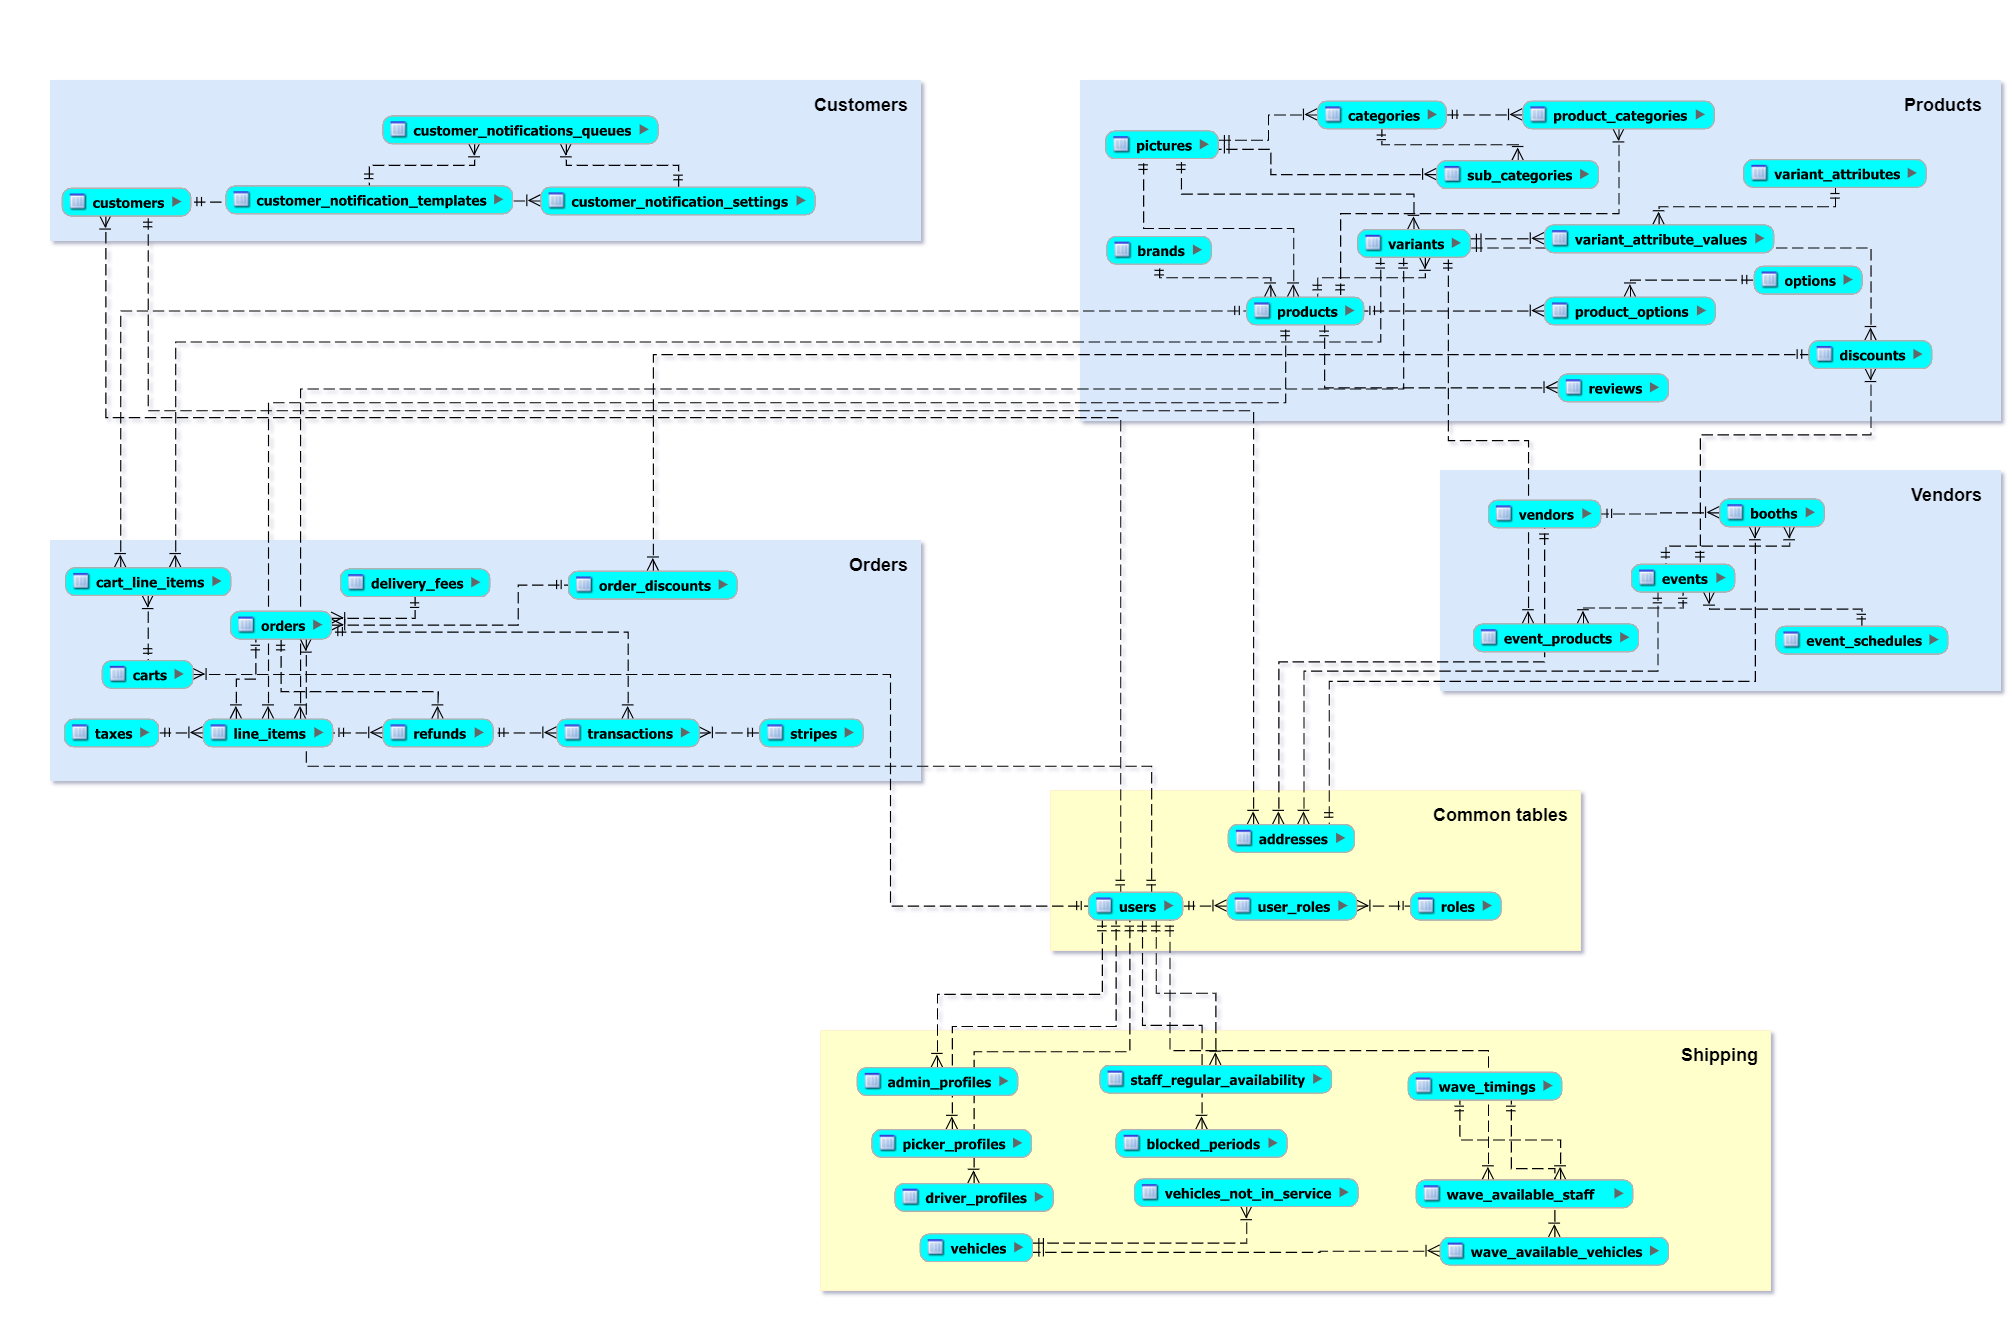 Customers
customer_notifications_queues
customers
customer_notification_templates
customer_notification_settings
Products
categories
product_categories
pictures
sub_categories
variant_attributes
variants
variant_attribute_values
brands
options
products
product_options
discounts
reviews
Vendors
vendors
booths
events
event_products
event_schedules
Orders
cart_line_items
delivery_fees
order_discounts
orders
carts
taxes
line_items
refunds
transactions
stripes
Common tables
addresses
users
user_roles
roles
Shipping
admin_profiles
staff_regular_availability
wave_timings
picker_profiles
blocked_periods
driver_profiles
vehicles_not_in_service
wave_available_staff
vehicles
wave_available_vehicles